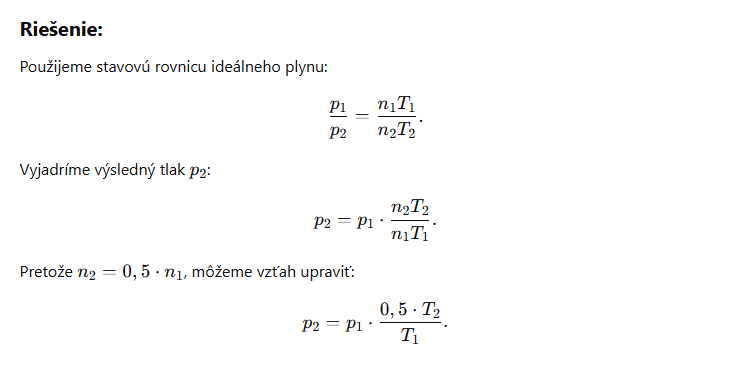 Riešenie:
Použijeme stavovú rovnicu ideálneho plynu:
p₁/p₂ = n₁T₁/n₂T₂.
Vyjadríme výsledný tlak p₂:
p₂ = p₁ · n₂T₂/n₁T₁.
Pretože n₂ = 0, 5 · n₁, môžeme vzťah upraviť:
p₂ = p₁ · 0, 5 · T₂/T₁.